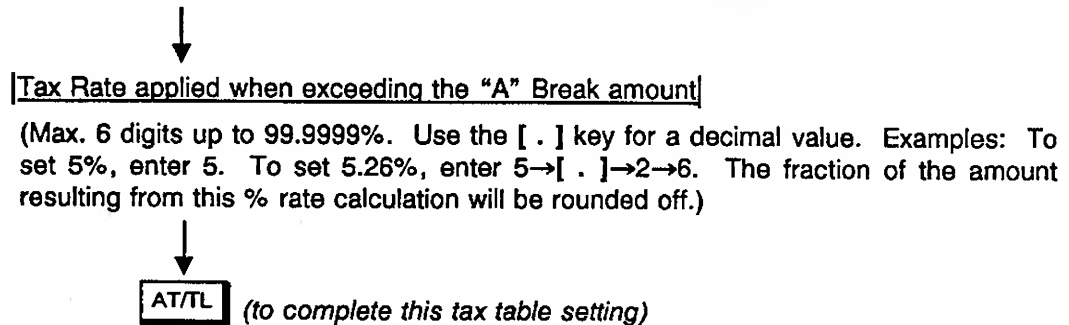 Tax Rate applied when exceeding the "A" Break amount
(Max. 6 digits up to 99.9999%. Use the [ . ] key for a decimal value. Examples: To
set 5%, enter 5. To set 5.26%, enter 5→[ . ]→2→6. The fraction of the amount
resulting from this % rate calculation will be rounded off.)
AT/TL (to complete this tax table setting)